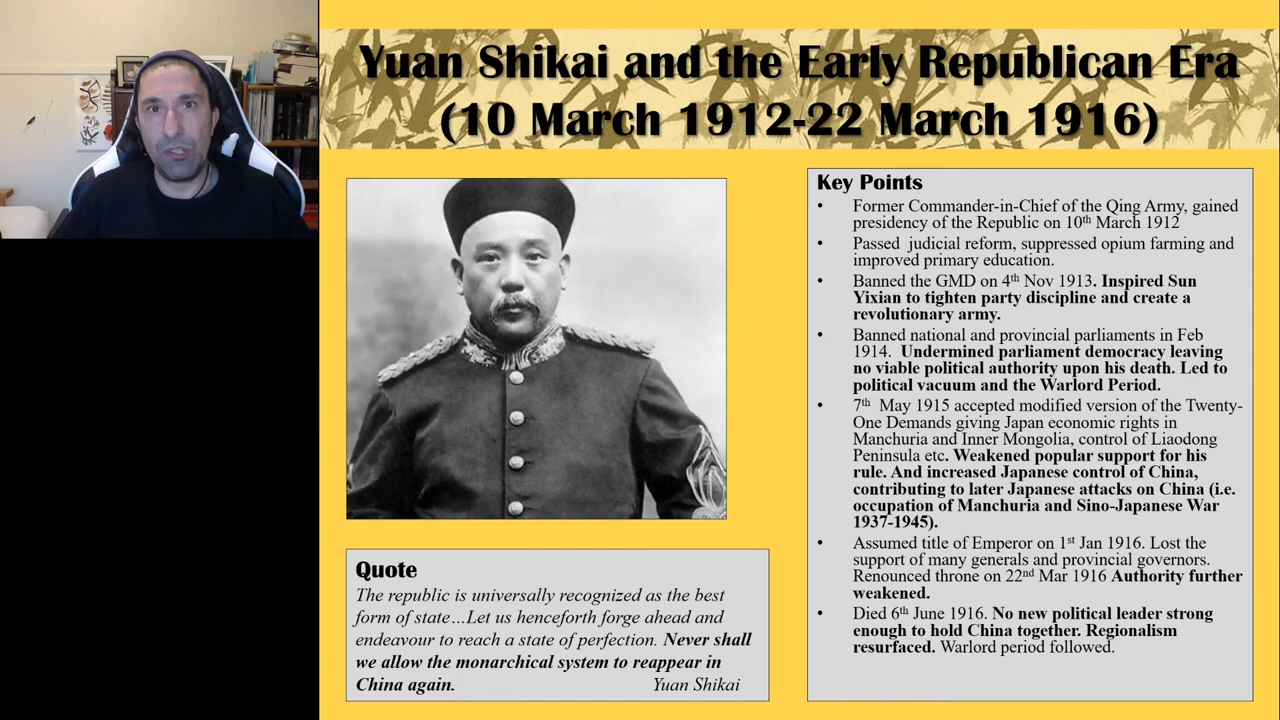 Yuan Shikai and the Early Republican Era
(10 March 1912-22 March 1916)
Quote
The republic is universally recognized as the best
form of state…Let us henceforth forge ahead and
endeavour to reach a state of perfection. Never shall
we allow the monarchical system to reappear in
China again. Yuan Shikai
Key Points
• Former Commander-in-Chief of the Qing Army, gained
presidency of the Republic on 10th March 1912
• Passed judicial reform, suppressed opium farming and
improved primary education.
• Banned the GMD on 4th Nov 1913. Inspired Sun
Yixian to tighten party discipline and create a
revolutionary army.
• Banned national and provincial parliaments in Feb
1914. Undermined parliament democracy leaving
no viable political authority upon his death. Led to
political vacuum and the Warlord Period.
• 7th May 1915 accepted modified version of the Twenty-
One Demands giving Japan economic rights in
Manchuria and Inner Mongolia, control of Liaodong
Peninsula etc. Weakened popular support for his
rule. And increased Japanese control of China,
contributing to later Japanese attacks on China (i.e.
occupation of Manchuria and Sino-Japanese War
1937-1945).
• Assumed title of Emperor on 1st Jan 1916. Lost the
support of many generals and provincial governors.
Renounced throne on 22nd Mar 1916 Authority further
weakened.
• Died 6th June 1916. No new political leader strong
enough to hold China together. Regionalism
resurfaced. Warlord period followed.